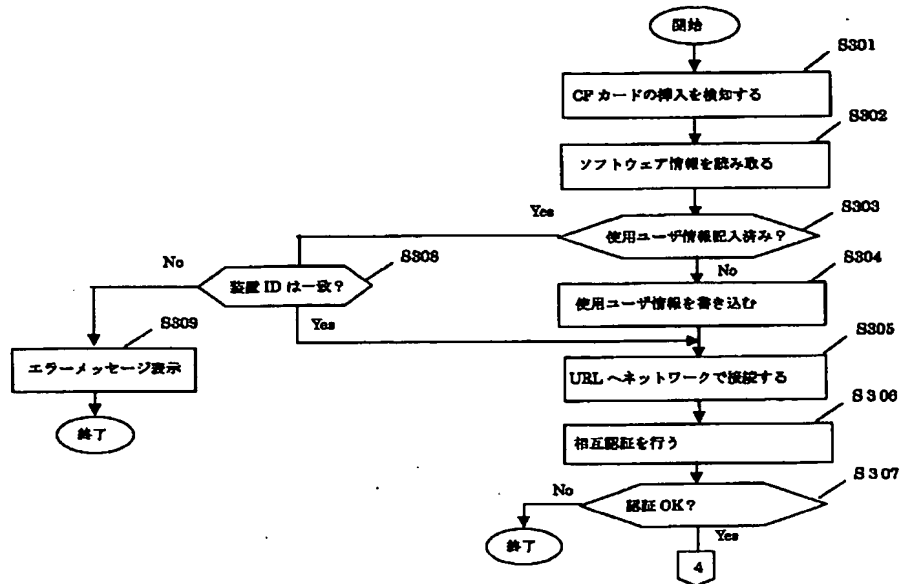 開始
S301
CFカードの挿入を検知する
S302
ソフトウェア情報を読み取る
S303
Yes
使用ユーザ情報記入済み？
No
S304
使用ユーザ情報を書き込む
S308
No
装置IDは一致？
Yes
S309
エラーメッセージ表示
終了
S305
URLへネットワークで接続する
S306
相互認証を行う
S307
No
認証OK？
Yes
終了
4